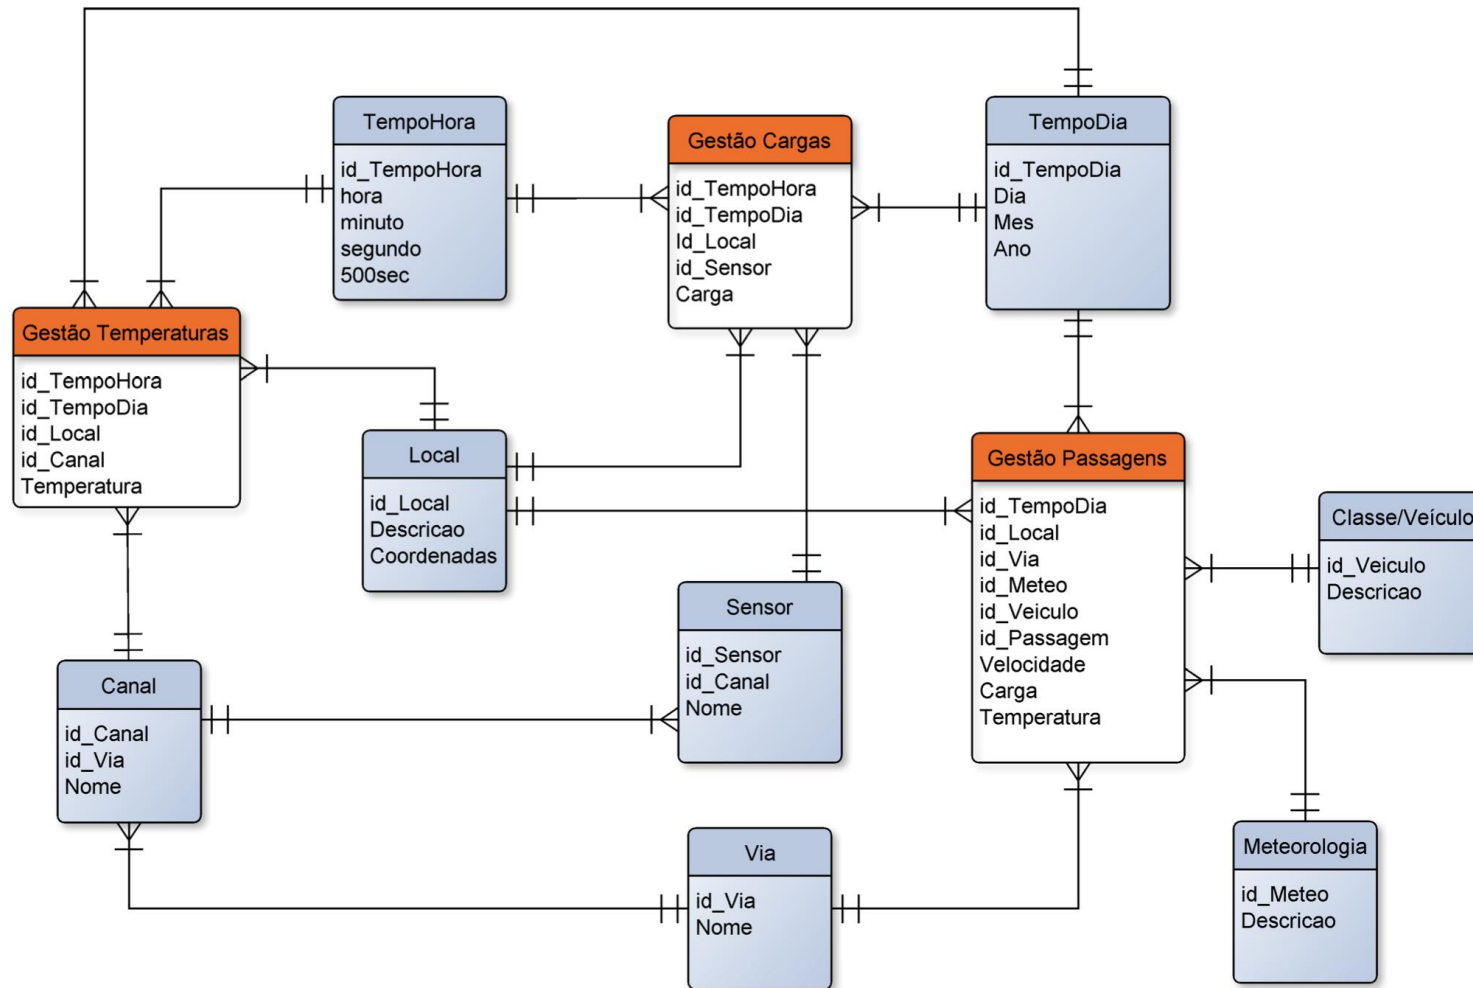 TempoHora
id_TempoHora
hora
minuto
segundo
500sec
Gestão Cargas
id_TempoHora
id_TempoDia
Id_Local
id_Sensor
Carga
TempoDia
id_TempoDia
Dia
Mes
Ano
Gestão Temperaturas
id_TempoHora
id_TempoDia
id_Local
id_Canal
Temperatura
Local
id_Local
Descricao
Coordenadas
Gestão Passagens
id_TempoDia
id_Local
id_Via
id_Meteo
id_Veiculo
id_Passagem
Velocidade
Carga
Temperatura
Classe/Veículo
id_Veiculo
Descricao
Sensor
id_Sensor
id_Canal
Nome
Canal
id_Canal
id_Via
Nome
Via
id_Via
Nome
Meteorologia
id_Meteo
Descricao